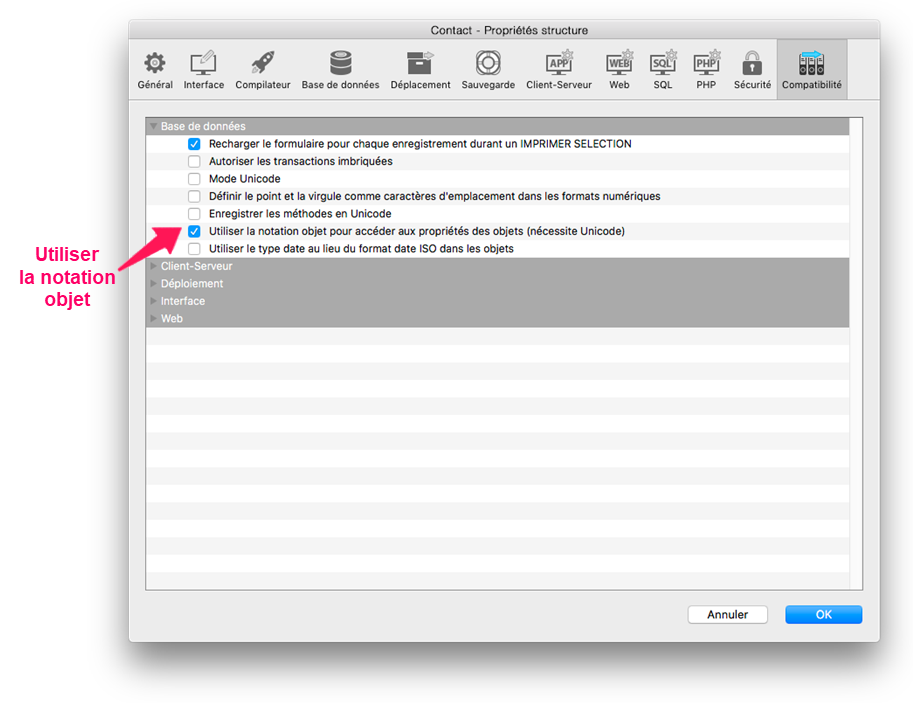 Contact - Propriétés structure
Général Interface Compilateur Base de données Déplacement Sauvegarde Client-Serveur Web SQL PHP Sécurité Compatibilité
APP WEB SQL PHP
Base de données
Recharger le formulaire pour chaque enregistrement durant un IMPRIMER SELECTION
Autoriser les transactions imbriquées
Mode Unicode
Définir le point et la virgule comme caractères d'emplacement dans les formats numériques
Enregistrer les méthodes en Unicode
Utiliser la notation objet pour accéder aux propriétés des objets (nécessite Unicode)
Utiliser le type date au lieu du format date ISO dans les objets
Client-Serveur
Déploiement
Interface
Web
Utiliser
la notation
objet
Annuler OK